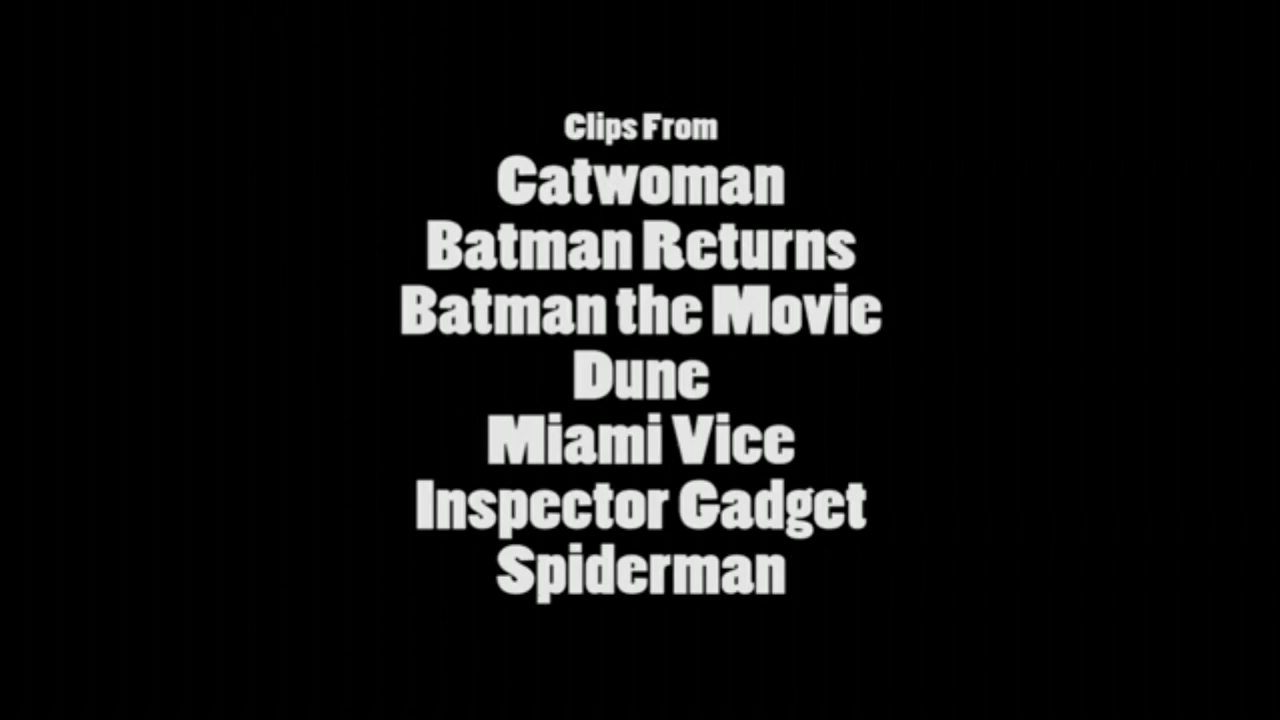 Clips From
Catwoman
Batman Returns
Batman the Movie
Dune
Miami Vice
Inspector Gadget
Spiderman